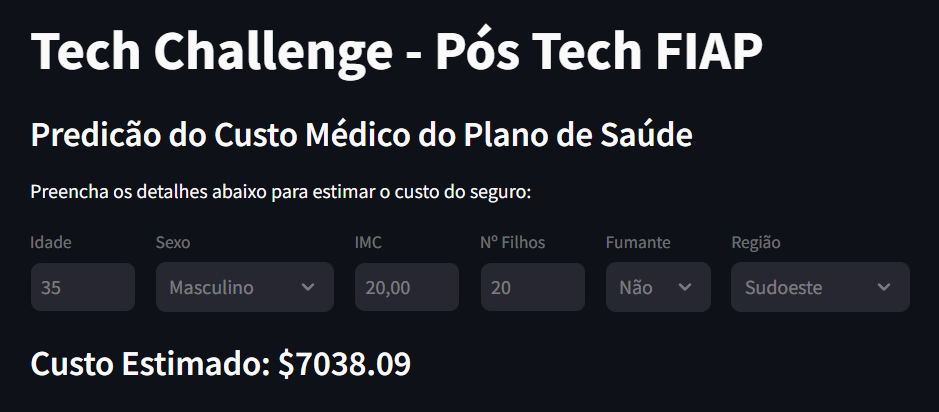 Tech Challenge - Pós Tech FIAP
Predicão do Custo Médico do Plano de Saúde
Preencha os detalhes abaixo para estimar o custo do seguro:
Idade Sexo IMC Nº Filhos Fumante Região
35 Masculino 20,00 20 Não Sudoeste
Custo Estimado: $7038.09